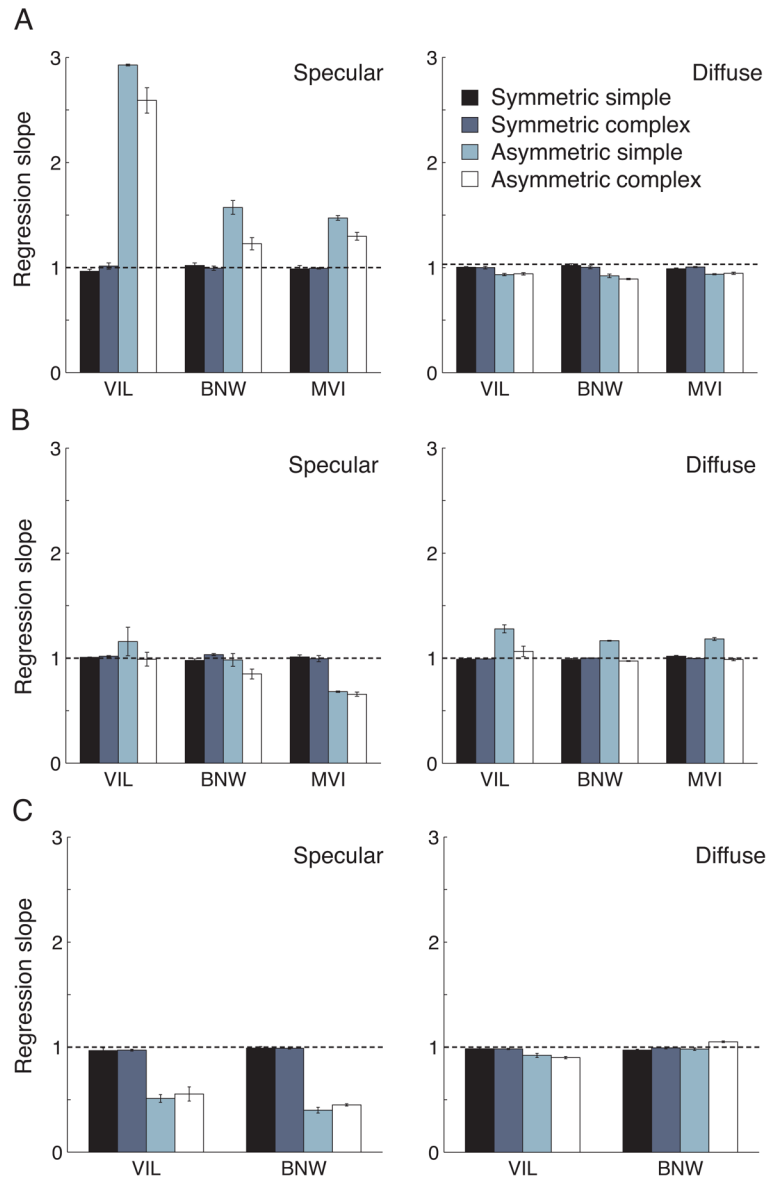 A
Specular
Diffuse
Symmetric simple
Symmetric complex
Asymmetric simple
Asymmetric complex
Regression slope
3
2
1
0
VIL BNW MVI
3
2
1
0
VIL BNW MVI
B
Specular
Diffuse
Regression slope
3
2
1
0
VIL BNW MVI
3
2
1
0
VIL BNW MVI
C
Specular
Diffuse
Regression slope
3
2
1
0
VIL BNW
3
2
1
0
VIL BNW